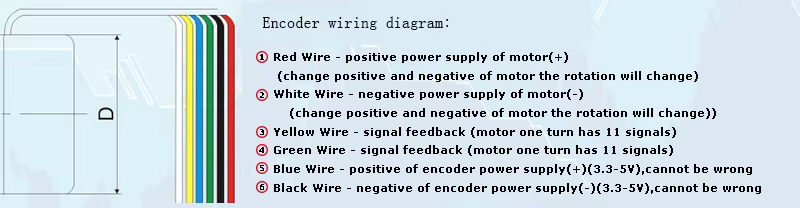 Encoder wiring diagram:
① Red Wire - positive power supply of motor(+)
(change positive and negative of motor the rotation will change)
② White Wire - negative power supply of motor(-)
(change positive and negative of motor the rotation will change))
③ Yellow Wire - signal feedback (motor one turn has 11 signals)
④ Green Wire - signal feedback (motor one turn has 11 signals)
⑤ Blue Wire - positive of encoder power supply(+)(3.3-5V),cannot be wrong
⑥ Black Wire - negative of encoder power supply(-)(3.3-5V),cannot be wrong
D